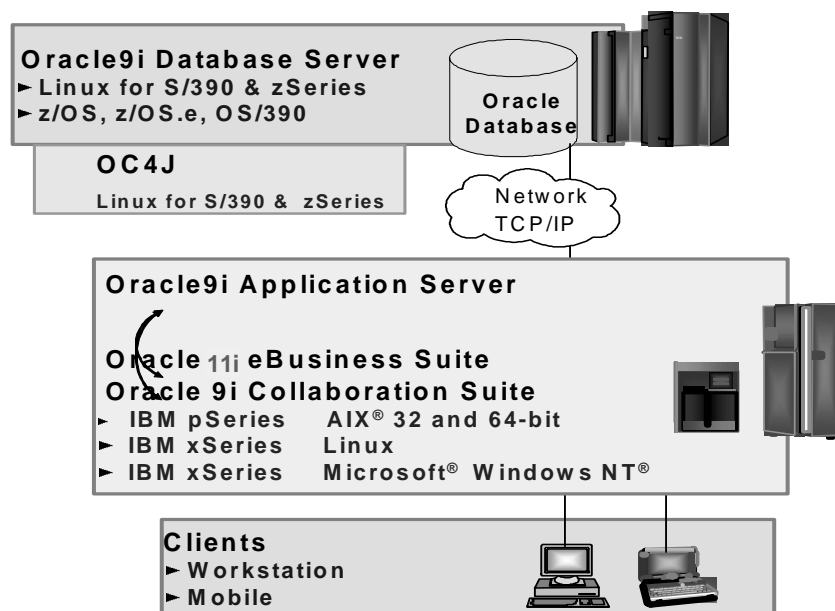 Oracle9i Database Server
► Linux for S/390 & zSeries
► z/OS, z/OS.e, OS/390
Oracle
Database
OC4J
Linux for S/390 & zSeries
Network
TCP/IP
Oracle9i Application Server
Oracle 11i eBusiness Suite
Oracle 9i Collaboration Suite
► IBM pSeries AIX® 32 and 64-bit
► IBM xSeries Linux
► IBM xSeries Microsoft® Windows NT®
Clients
► Workstation
► Mobile